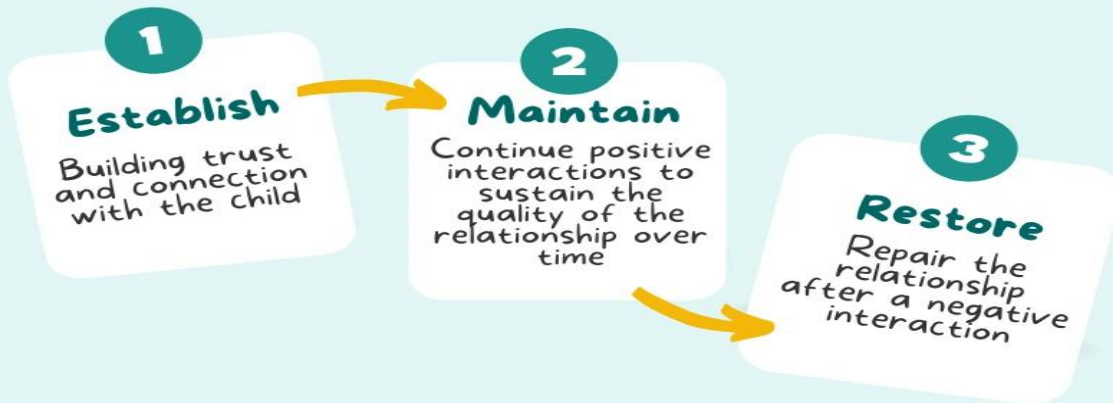 1
Establish
Building trust
and connection
with the child
2
Maintain
Continue positive
interactions to
sustain the
quality of the
relationship over
time
3
Restore
Repair the
relationship
after a negative
interaction